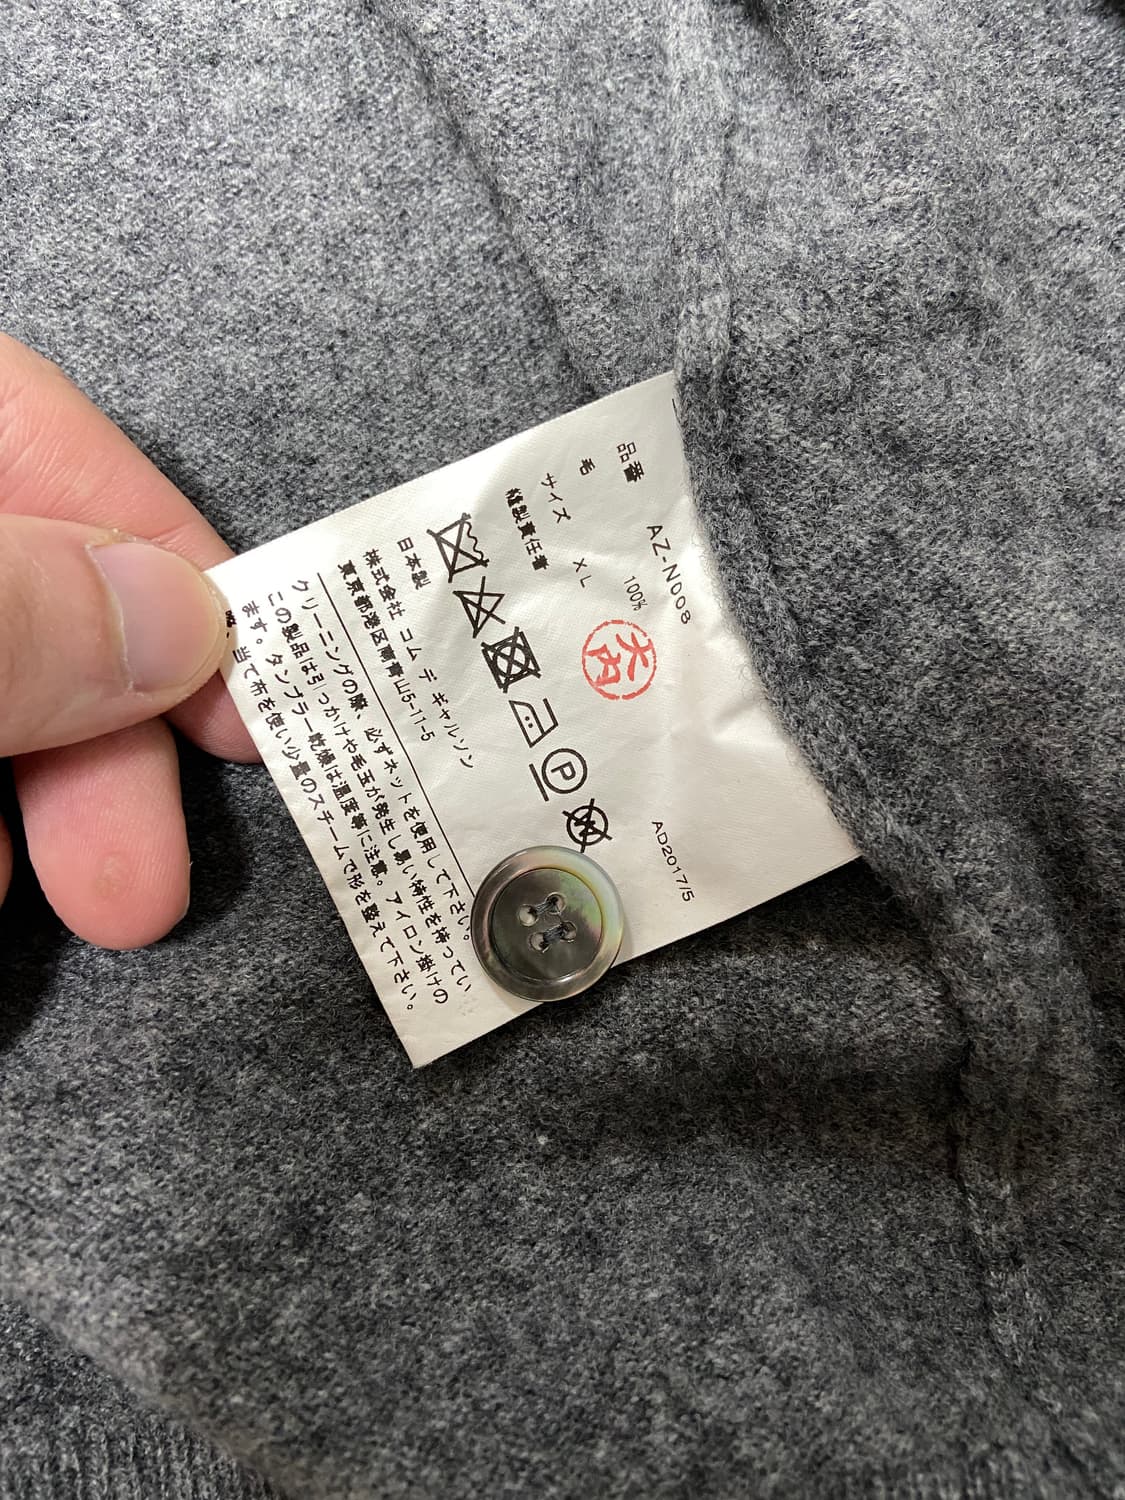 品番 AZ-N008 AD2017/5
毛 100%
サイズ XL
縫製責任者 大内
P
W
日本製
株式会社 コム デ ギャルソン
東京都港区南青山5-11-5
クリーニングの際、必ずネットを使用して下さい。
この製品は引っかけや毛玉が発生し易い特性を持ってい
ます。タンブラー乾燥は温度等に注意。アイロン掛けの
、当て布を使い少量のスチームで形を整えて下さい。